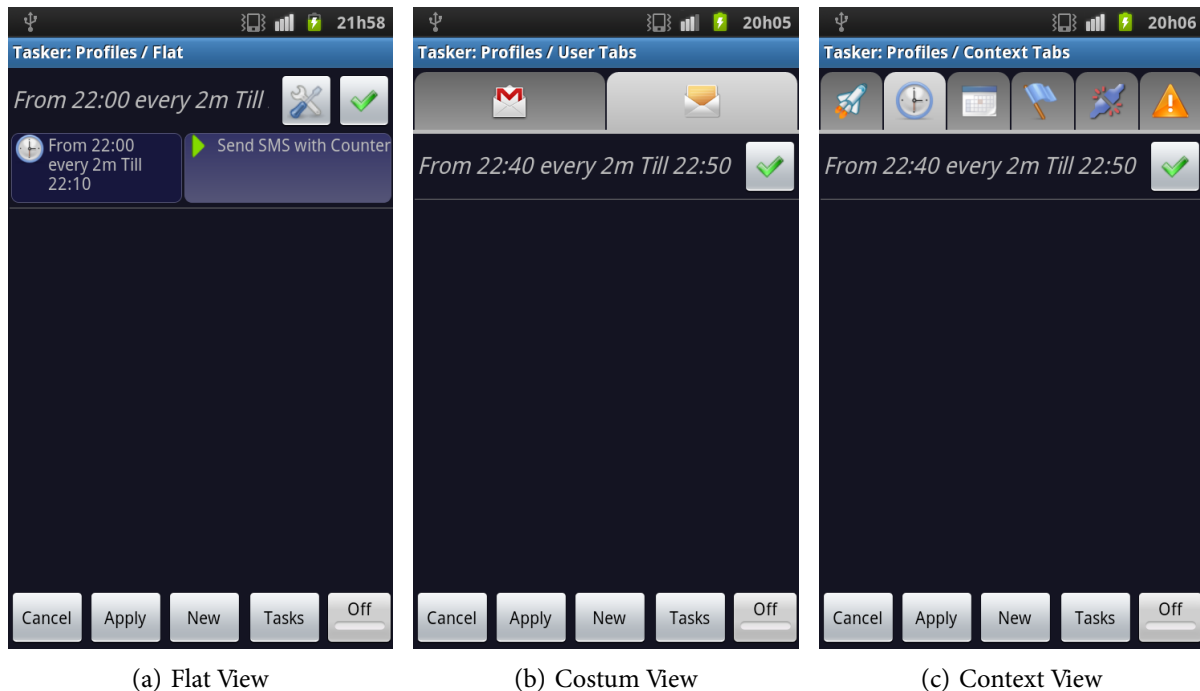 21h58
Tasker: Profiles / Flat
From 22:00 every 2m Till .
From 22:00
every 2m Till
22:10
Send SMS with Counter
Cancel Apply New Tasks Off
(a) Flat View
20h05
Tasker: Profiles / User Tabs
From 22:40 every 2m Till 22:50
Cancel Apply New Tasks Off
(b) Costum View
20h06
Tasker: Profiles / Context Tabs
From 22:40 every 2m Till 22:50
Cancel Apply New Tasks Off
(c) Context View